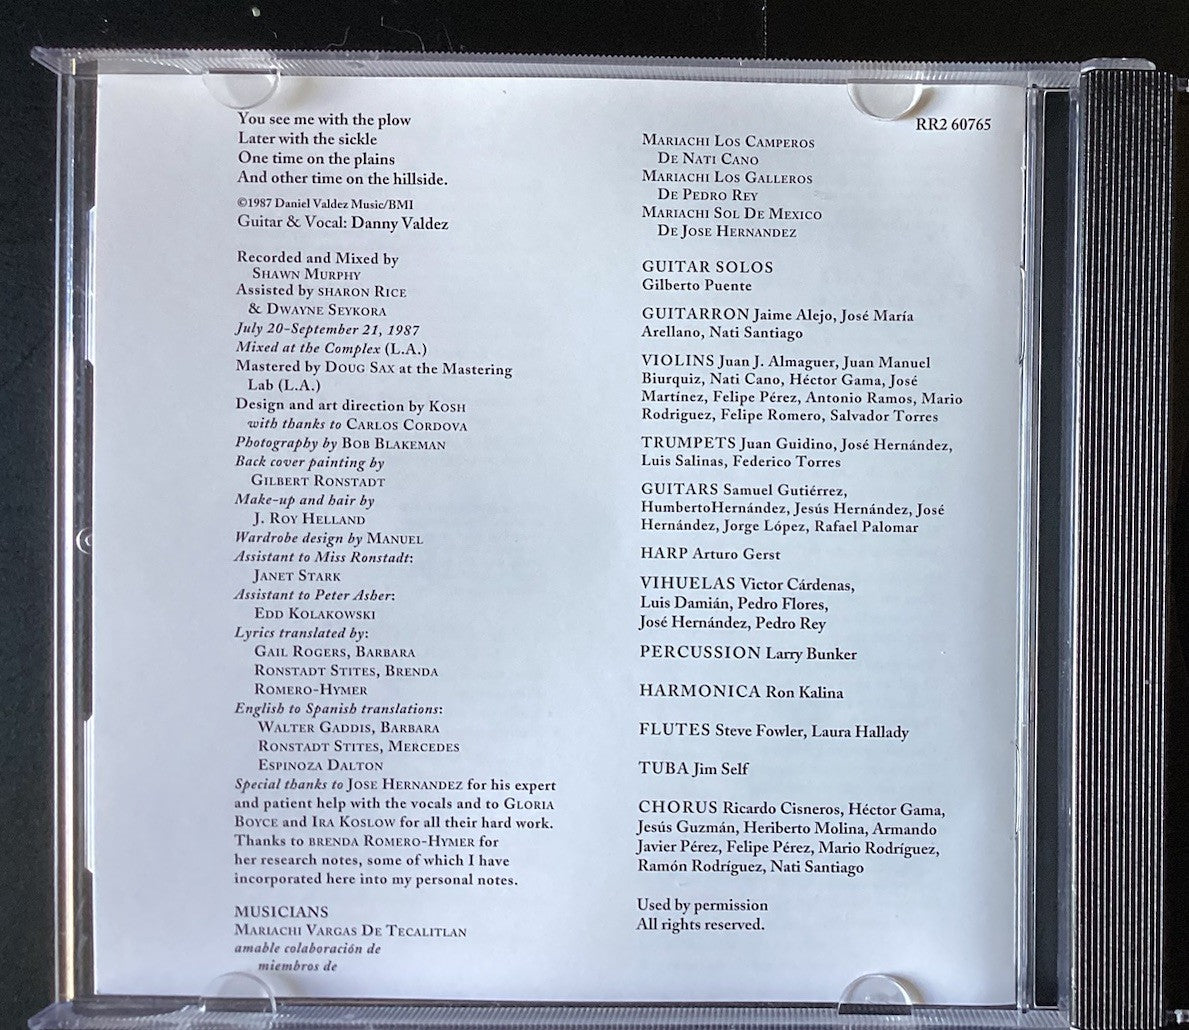 You see me with the plow
Later with the sickle
One time on the plains
And other time on the hillside.
©1987 Daniel Valdez Music/BMI
Guitar & Vocal: Danny Valdez
Recorded and Mixed by
SHAWN MURPHY
Assisted by SHARON RICE
& DWAYNE SEYKORA
July 20-September 21, 1987
Mixed at the Complex (L.A.)
Mastered by DOUG SAX at the Mastering
Lab (L.A.)
Design and art direction by KOSH
with thanks to CARLOS CORDOVA
Photography by BOB BLAKEMAN
Back cover painting by
GILBERT RONSTADT
Make-up and hair by
J. ROY HELLAND
Wardrobe design by MANUEL
Assistant to Miss Ronstadt:
JANET STARK
Assistant to Peter Asher:
EDD KOLAKOWSKI
Lyrics translated by:
GAIL ROGERS, BARBARA
RONSTADT STITES, BRENDA
ROMERO-HYMER
English to Spanish translations:
WALTER GADDIS, BARBARA
RONSTADT STITES, MERCEDES
ESPINOZA DALTON
Special thanks to JOSE HERNANDEZ for his expert
and patient help with the vocals and to GLORIA
BOYCE and IRA KOSLOW for all their hard work.
Thanks to BRENDA ROMERO-HYMER for
her research notes, some of which I have
incorporated here into my personal notes.
MUSICIANS
MARIACHI VARGAS DE TECALITLAN
amable colaboración de
miembros de
RR2 60765
MARIACHI LOS CAMPEROS
DE NATI CANO
MARIACHI LOS GALLEROS
DE PEDRO REY
MARIACHI SOL DE MEXICO
DE JOSE HERNANDEZ
GUITAR SOLOS
Gilberto Puente
GUITARRON Jaime Alejo, José María
Arellano, Nati Santiago
VIOLINS Juan J. Almaguer, Juan Manuel
Biurquiz, Nati Cano, Héctor Gama, José
Martínez, Felipe Pérez, Antonio Ramos, Mario
Rodriguez, Felipe Romero, Salvador Torres
TRUMPETS Juan Guidino, José Hernández,
Luis Salinas, Federico Torres
GUITARS Samuel Gutiérrez,
HumbertoHernández, Jesús Hernández, José
Hernández, Jorge López, Rafael Palomar
HARP Arturo Gerst
VIHUELAS Victor Cárdenas,
Luis Damián, Pedro Flores,
José Hernández, Pedro Rey
PERCUSSION Larry Bunker
HARMONICA Ron Kalina
FLUTES Steve Fowler, Laura Hallady
TUBA Jim Self
CHORUS Ricardo Cisneros, Héctor Gama,
Jesús Guzmán, Heriberto Molina, Armando
Javier Pérez, Felipe Pérez, Mario Rodríguez,
Ramón Rodríguez, Nati Santiago
Used by permission
All rights reserved.